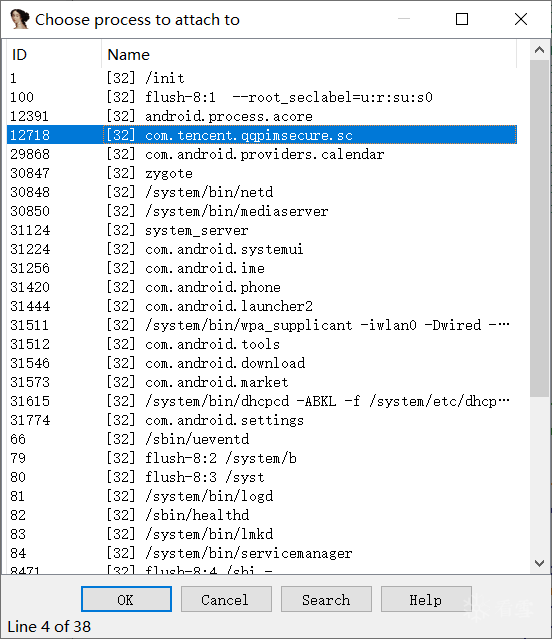 Choose process to attach to
ID Name
1 [32] /init
100 [32] flush-8:1 --root_seclabel=u:r:su:s0
12391 [32] android.process.acore
12718 [32] com.tencent.qqpimsecure.sc
29868 [32] com.android.providers.calendar
30847 [32] zygote
30848 [32] /system/bin/netd
30850 [32] /system/bin/mediaserver
31124 [32] system_server
31224 [32] com.android.systemui
31256 [32] com.android.ime
31420 [32] com.android.phone
31444 [32] com.android.launcher2
31511 [32] /system/bin/wpa_supplicant -iwlan0 -Dwired -…
31512 [32] com.android.tools
31546 [32] com.android.download
31573 [32] com.android.market
31615 [32] /system/bin/dhcpcd -ABKL -f /system/etc/dhcp…
31774 [32] com.android.settings
66 [32] /sbin/ueventd
79 [32] flush-8:2 /system/b
80 [32] flush-8:3 /syst
81 [32] /system/bin/logd
82 [32] /sbin/healthd
83 [32] /system/bin/lmkd
84 [32] /system/bin/servicemanager
8471 [32] flush-8:4 /sbi -
OK Cancel Search Help
Line 4 of 38